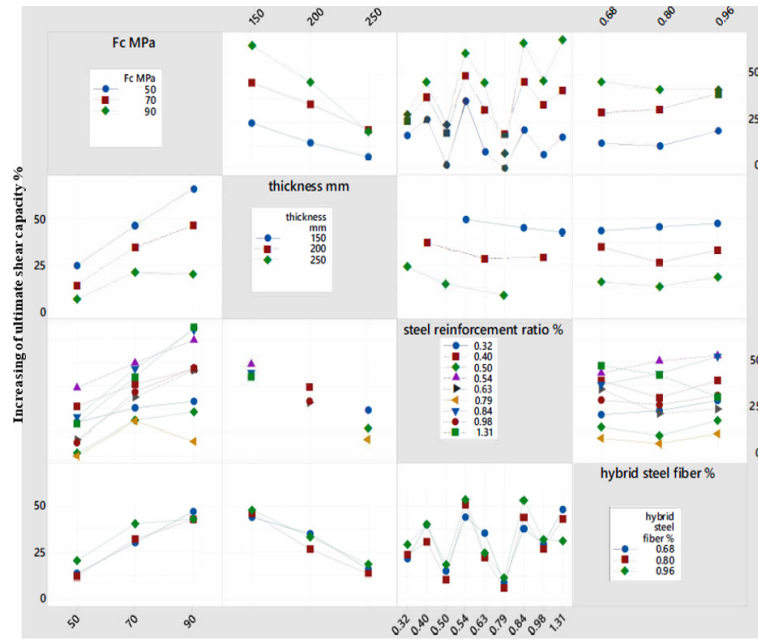 150 200 250
0.68 0.80 0.96
Increasing of ultimate shear capacity %
Fc MPa
Fc MPa
50
70
90
50
25
0
thickness mm
thickness
mm
150
200
250
50
25
0
steel reinforcement ratio %
0.32
0.40
0.50
0.54
0.63
0.79
0.84
0.98
1.31
50
25
0
hybrid steel fiber %
hybrid
steel
fiber %
0.68
0.80
0.96
50
25
0
50 70 90
0.32 0.40 0.50 0.54 0.63 0.79 0.84 0.98 1.31